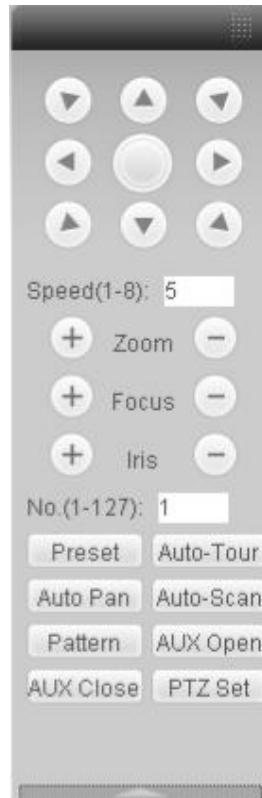 Speed(1-8): 5
+ Zoom −
+ Focus −
+ Iris −
No.(1-127): 1
Preset Auto-Tour
Auto Pan Auto-Scan
Pattern AUX Open
AUX Close PTZ Set